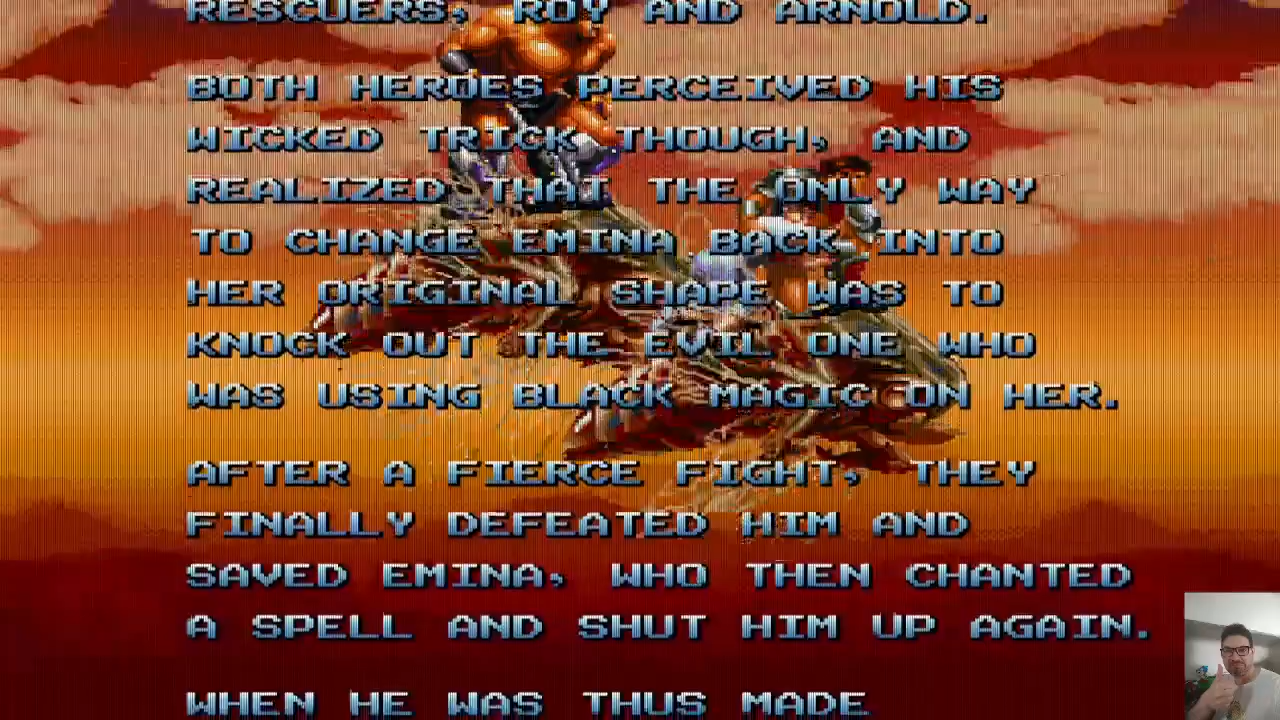 RESCUERS, ROY AND ARNOLD.
BOTH HEROES PERCEIVED HIS
WICKED TRICK THOUGH, AND
REALIZED THAT THE ONLY WAY
TO CHANGE EMINA BACK INTO
HER ORIGINAL SHAPE WAS TO
KNOCK OUT THE EVIL ONE WHO
WAS USING BLACK MAGIC ON HER.
AFTER A FIERCE FIGHT, THEY
FINALLY DEFEATED HIM AND
SAVED EMINA, WHO THEN CHANTED
A SPELL AND SHUT HIM UP AGAIN.
WHEN HE WAS THUS MADE